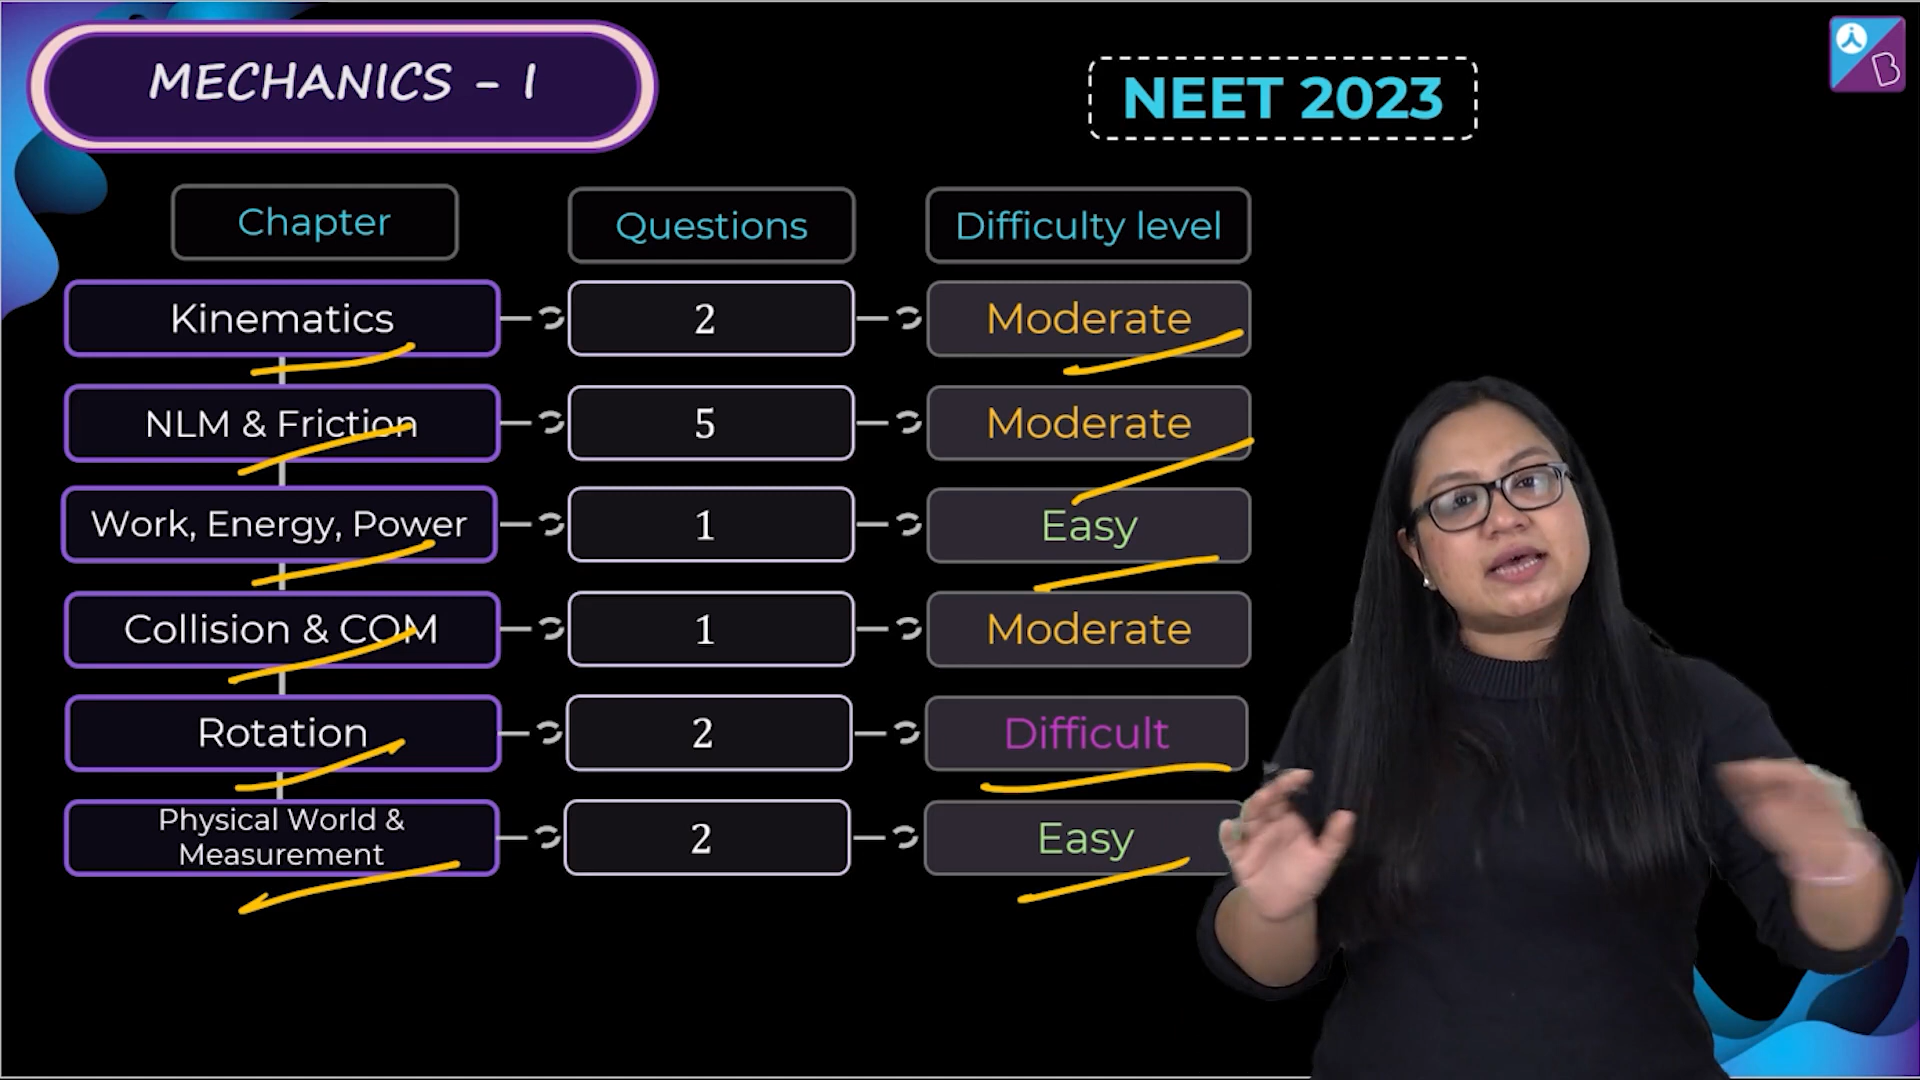 MECHANICS - I
NEET 2023
B
Chapter
Questions
Difficulty level
Kinematics
2
Moderate
NLM & Friction
5
Moderate
Work, Energy, Power
1
Easy
Collision & COM
1
Moderate
Rotation
2
Difficult
Physical World &
Measurement
2
Easy